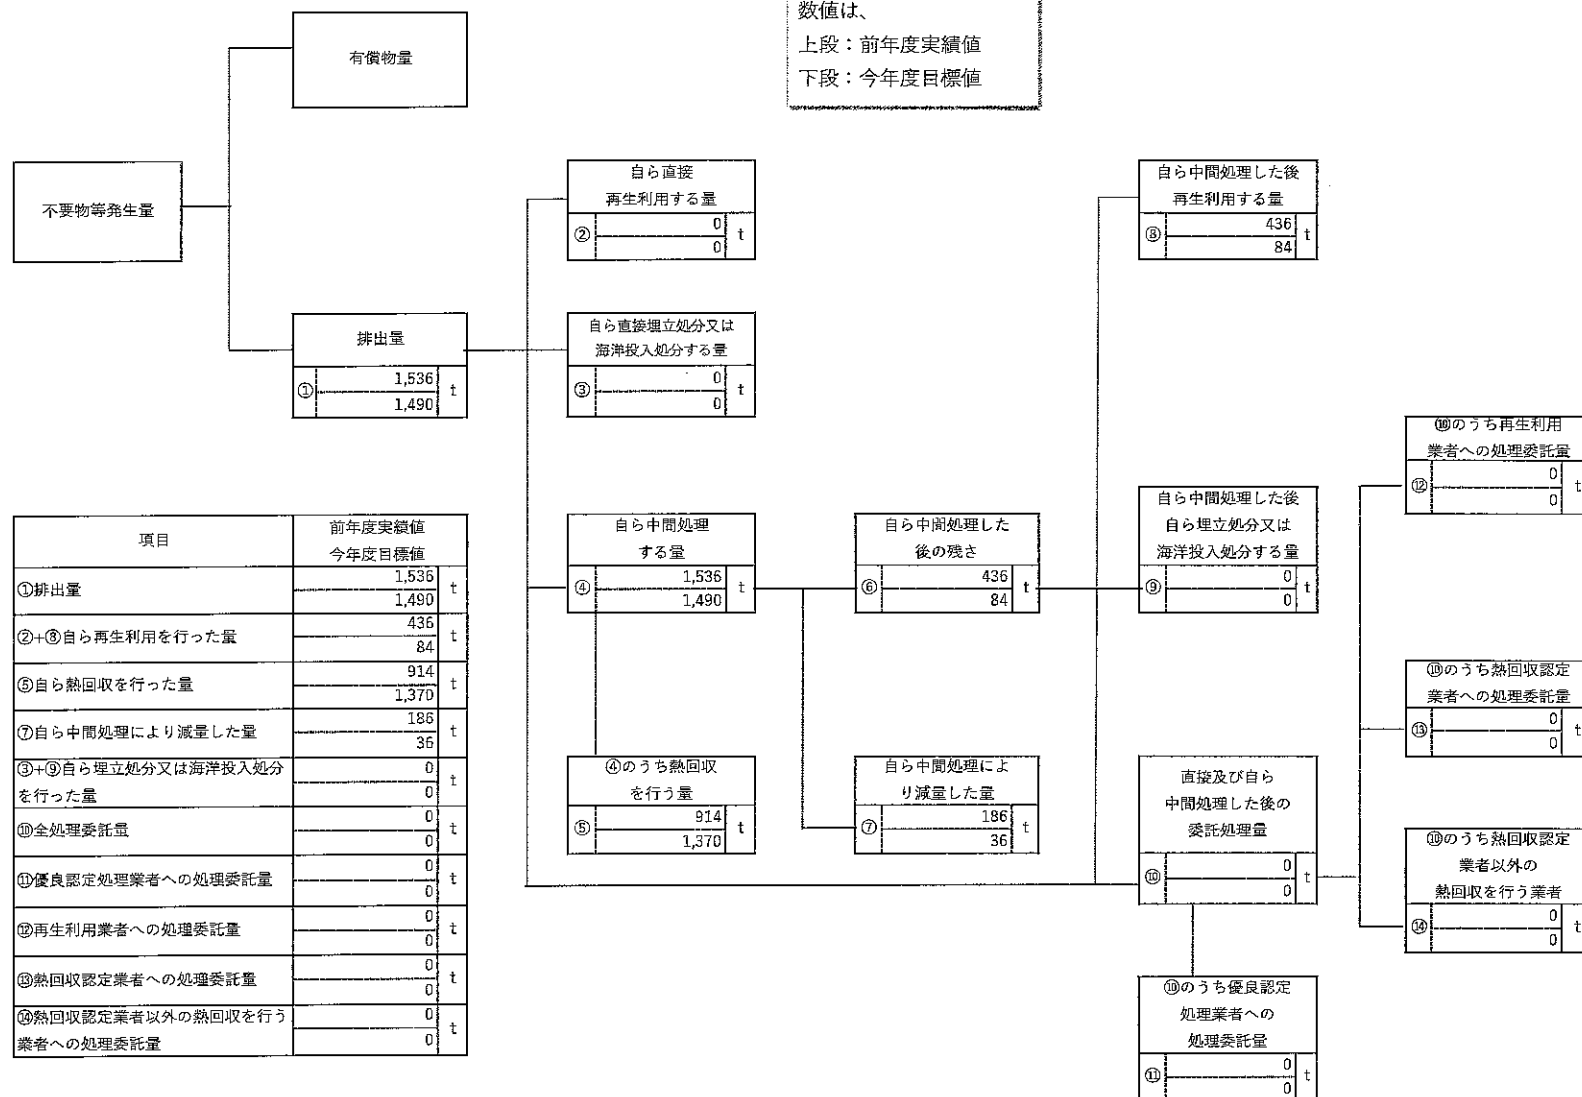 数値は、
上段：前年度実績値
下段：今年度目標値
有償物量
不要物等発生量
排出量
①
1,536
1,490
t
自ら直接
再生利用する量
②
0
0
t
自ら直接埋立処分又は
海洋投入処分する量
③
0
0
t
自ら中間処理した後
再生利用する量
⑧
436
84
t
項目
前年度実績値
今年度目標値
①排出量
1,536
1,490
t
②+⑧自ら再生利用を行った量
436
84
t
⑤自ら熱回収を行った量
914
1,370
t
⑦自ら中間処理により減量した量
186
36
t
③+⑨自ら埋立処分又は海洋投入処分
を行った量
0
0
t
⑩全処理委託量
0
0
t
⑪優良認定処理業者への処理委託量
0
0
t
⑫再生利用業者への処理委託量
0
0
t
⑬熱回収認定業者への処理委託量
0
0
t
⑭熱回収認定業者以外の熱回収を行う
業者への処理委託量
0
0
t
自ら中間処理
する量
④
1,536
1,490
t
④のうち熱回収
を行う量
⑤
914
1,370
t
自ら中間処理した
後の残さ
⑥
436
84
t
自ら中間処理によ
り減量した量
⑦
186
36
t
自ら中間処理した後
自ら埋立処分又は
海洋投入処分する量
⑨
0
0
t
直接及び自ら
中間処理した後の
委託処理量
⑩
0
0
t
⑩のうち優良認定
処理業者への
処理委託量
⑪
0
0
t
⑩のうち再生利用
業者への処理委託量
⑫
0
0
t
⑩のうち熱回収認定
業者への処理委託量
⑬
0
0
t
⑩のうち熱回収認定
業者以外の
熱回収を行う業者
⑭
0
0
t